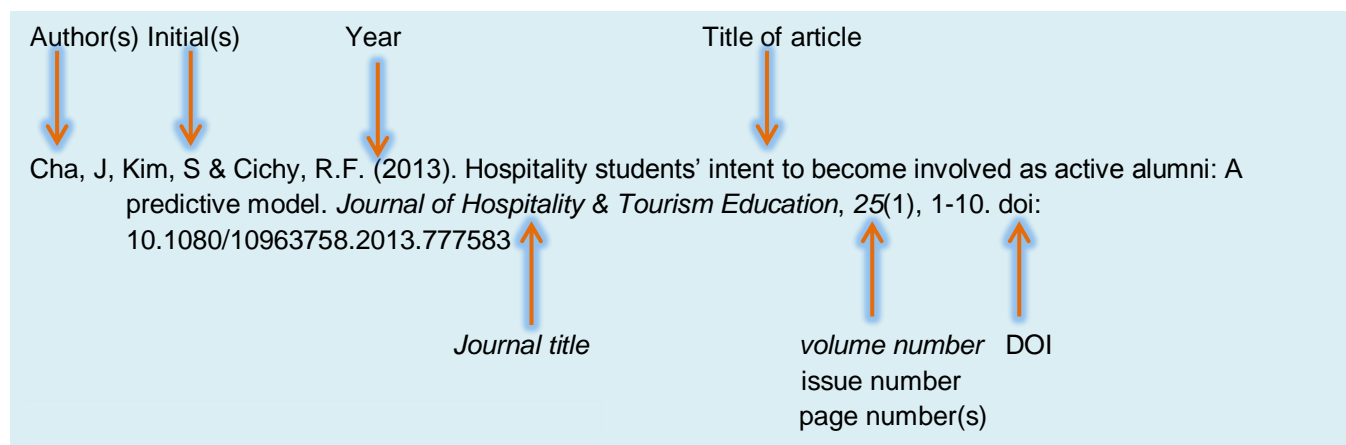 Author(s) Initial(s) Year Title of article
Cha, J, Kim, S & Cichy, R.F. (2013). Hospitality students’ intent to become involved as active alumni: A
predictive model. Journal of Hospitality & Tourism Education, 25(1), 1-10. doi:
10.1080/10963758.2013.777583
Journal title volume number DOI
issue number
page number(s)